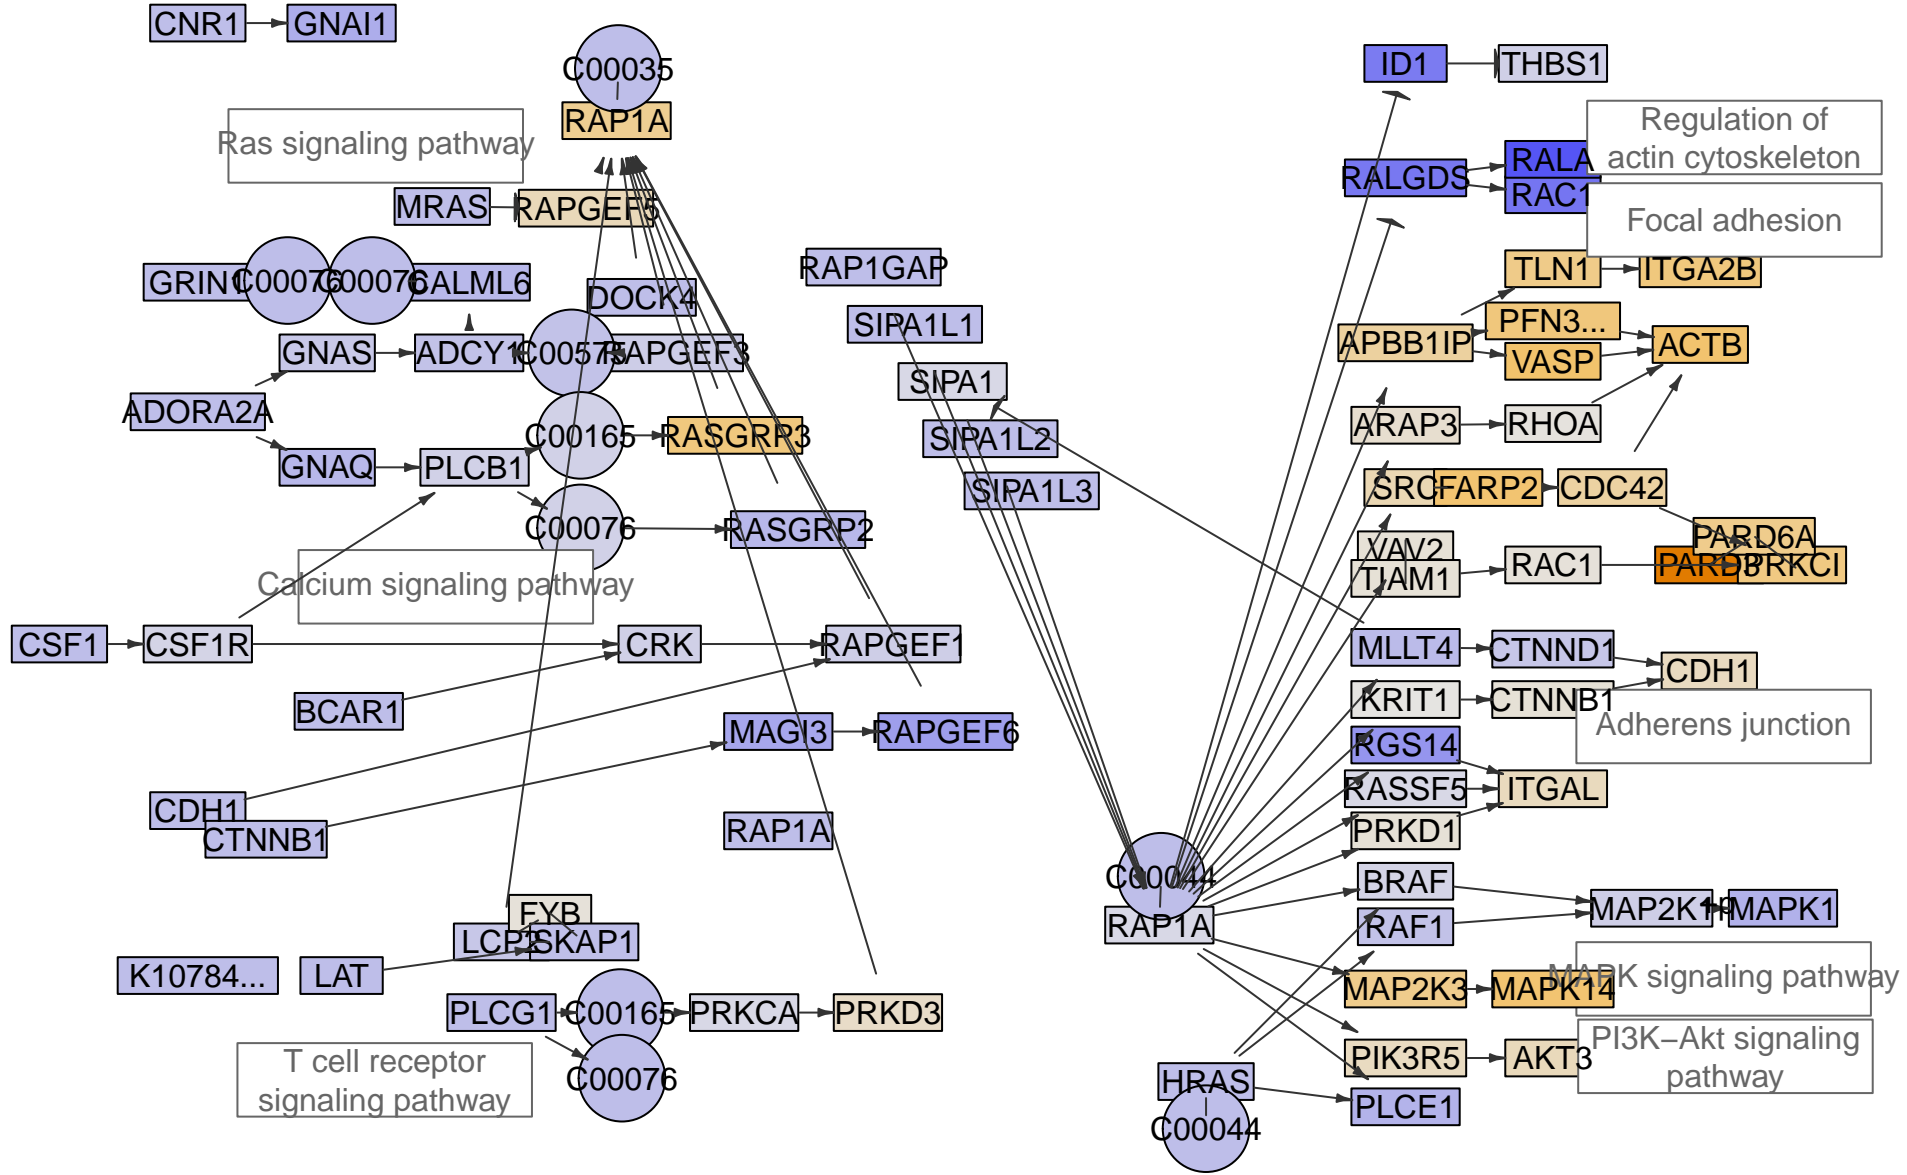 CNR1
GNAI1
C00035
RAP1A
Ras signaling pathway
MRAS
RAPGEF5
GRIN1
C00076
C00076
CALML6
DOCK4
GNAS
ADCY1
C00575
RAPGEF3
ADORA2A
GNAQ
PLCB1
C00165
RASGRP3
C00076
RASGRP2
Calcium signaling pathway
CSF1
CSF1R
CRK
RAPGEF1
BCAR1
MAGI3
RAPGEF6
CDH1
CTNNB1
RAP1A
FYB
LCP2
SKAP1
K10784...
LAT
PLCG1
C00165
PRKCA
PRKD3
C00076
T cell receptor
signaling pathway
RAP1GAP
SIPA1L1
SIPA1
SIPA1L2
SIPA1L3
C00044
RAP1A
HRAS
C00044
ID1
THBS1
Regulation of
actin cytoskeleton
RALGDS
RALA
RAC1
Focal adhesion
TLN1
ITGA2B
APBB1IP
PFN3...
VASP
ACTB
ARAP3
RHOA
SRC
FARP2
CDC42
VAV2
TIAM1
RAC1
PARD6A
PARD3
PRKCI
MLLT4
CTNND1
CDH1
KRIT1
CTNNB1
Adherens junction
RGS14
RASSF5
ITGAL
PRKD1
BRAF
MAP2K1
+p
MAPK1
RAF1
MAP2K3
MAPK14
MAPK signaling pathway
PIK3R5
AKT3
PI3K−Akt signaling
pathway
PLCE1